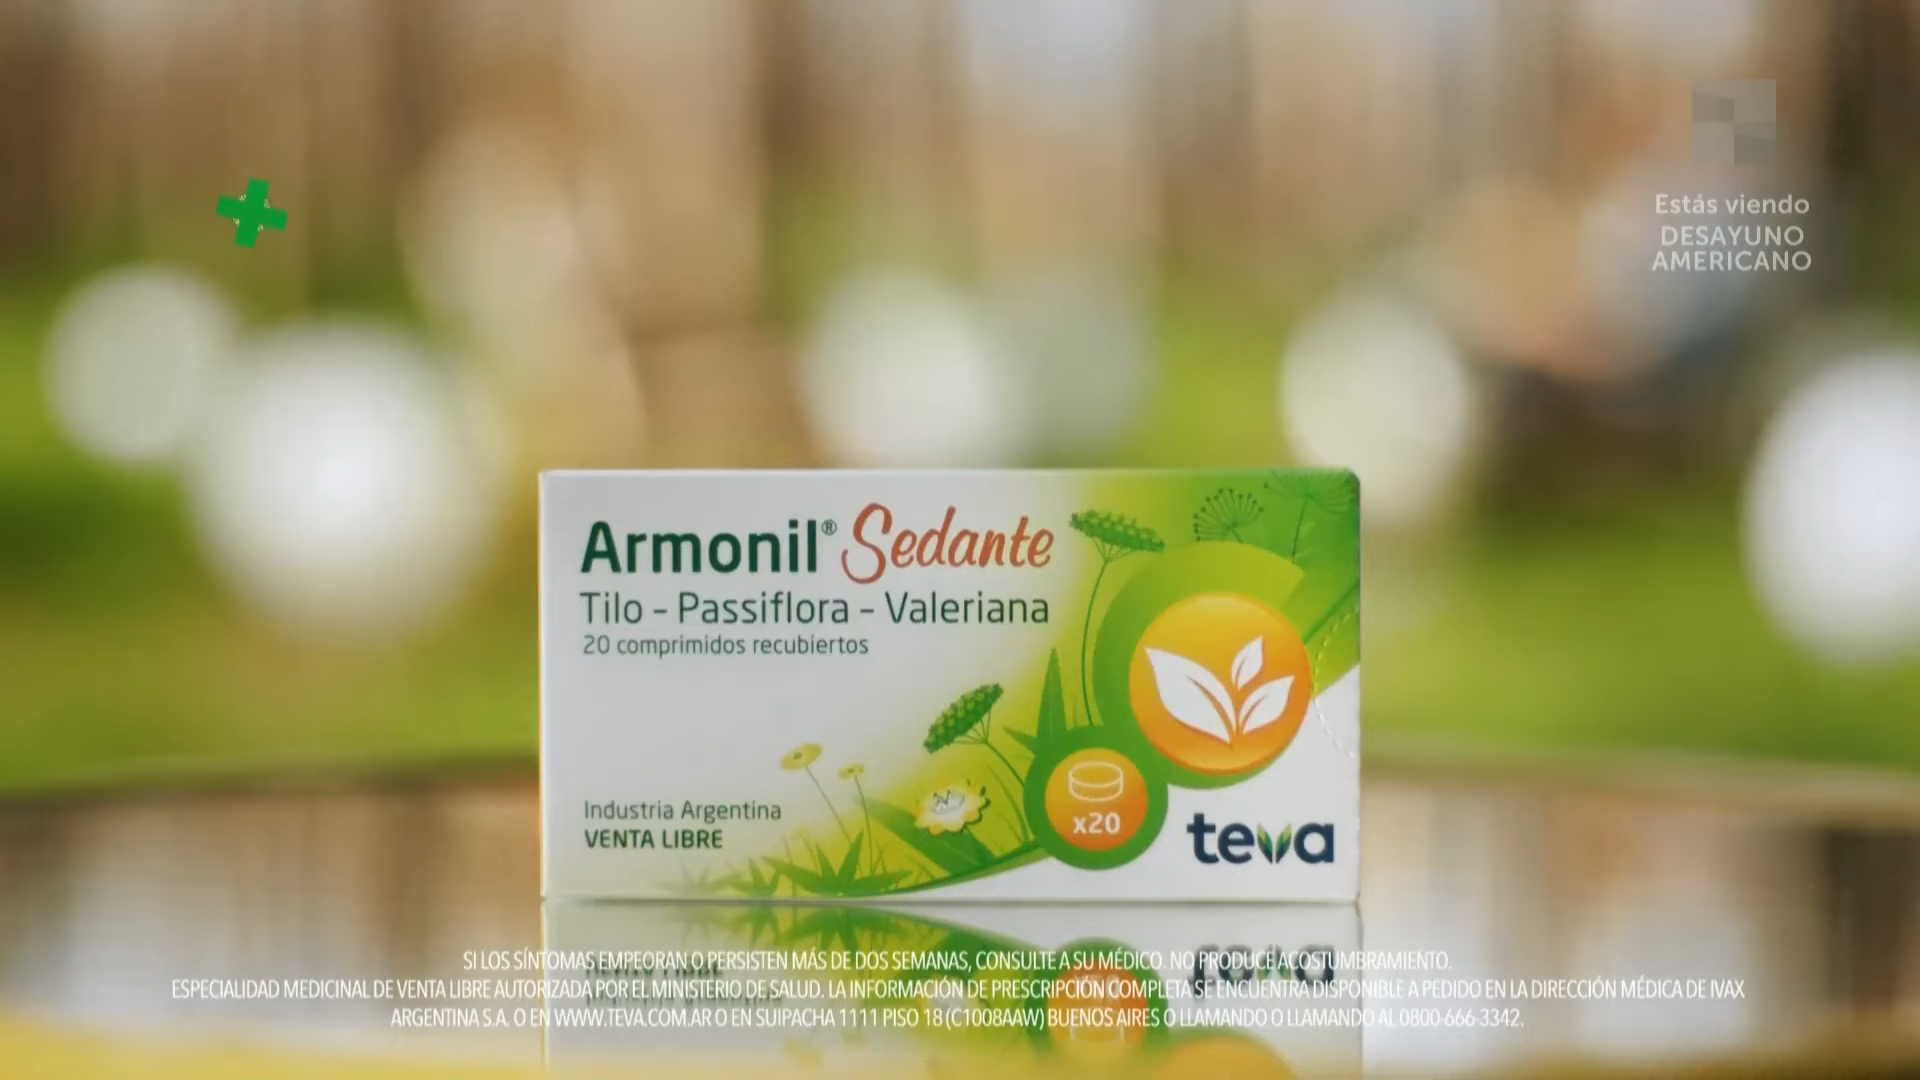 Estás viendo
DESAYUNO
AMERICANO
Armonil® Sedante
Tilo - Passiflora - Valeriana
20 comprimidos recubiertos
x20
Industria Argentina
VENTA LIBRE
teva
SI LOS SÍNTOMAS EMPEORAN O PERSISTEN MÁS DE DOS SEMANAS, CONSULTE A SU MÉDICO. NO PRODUCE ACOSTUMBRAMIENTO.
ESPECIALIDAD MEDICINAL DE VENTA LIBRE AUTORIZADA POR EL MINISTERIO DE SALUD. LA INFORMACIÓN DE PRESCRIPCIÓN COMPLETA SE ENCUENTRA DISPONIBLE A PEDIDO EN LA DIRECCIÓN MÉDICA DE IVAX
ARGENTINA S.A. O EN WWW.TEVA.COM.AR O EN SUIPACHA 1111 PISO 18 (C1008AAW) BUENOS AIRES O LLAMANDO O LLAMANDO AL 0800-666-3342.